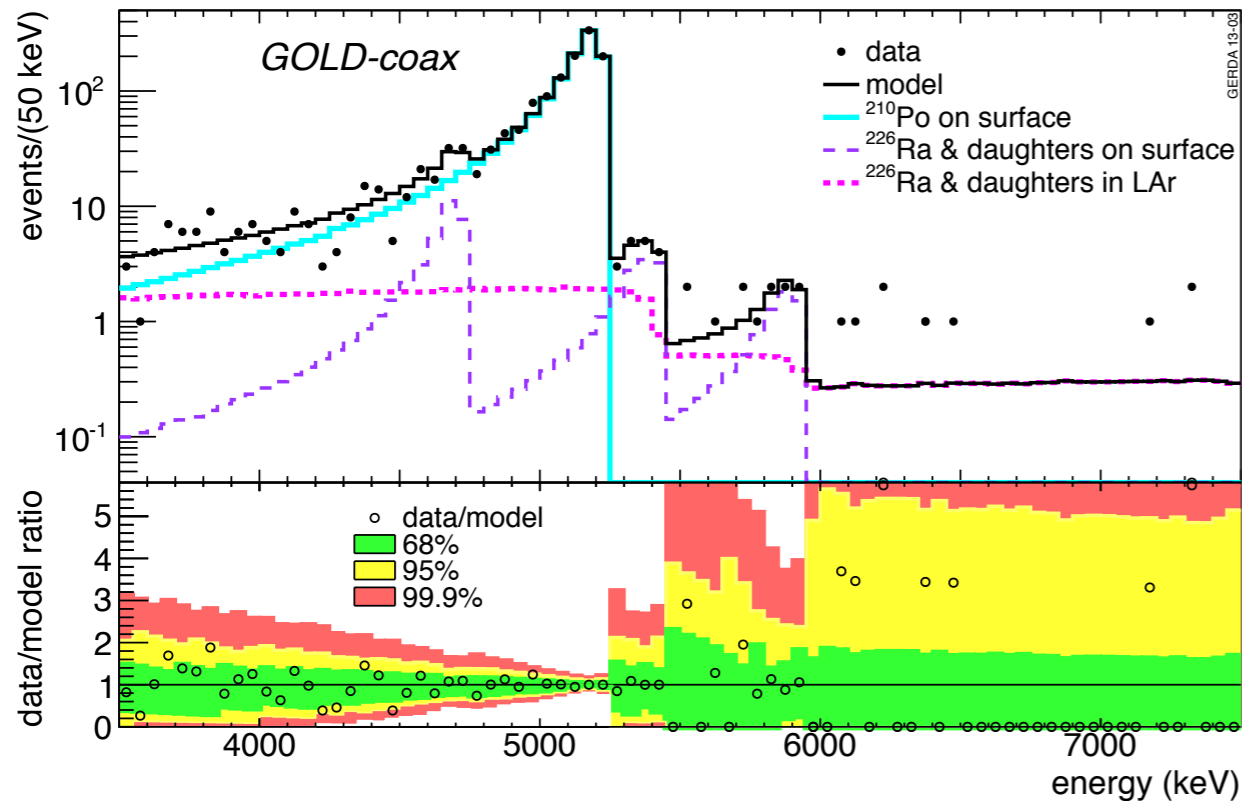 GOLD-coax
GERDA 13-03
data
model
²¹⁰Po on surface
²²⁶Ra & daughters on surface
²²⁶Ra & daughters in LAr
events/(50 keV)
10²
10
1
10⁻¹
data/model ratio
5
4
3
2
1
0
data/model
68%
95%
99.9%
4000 5000 6000 7000
energy (keV)